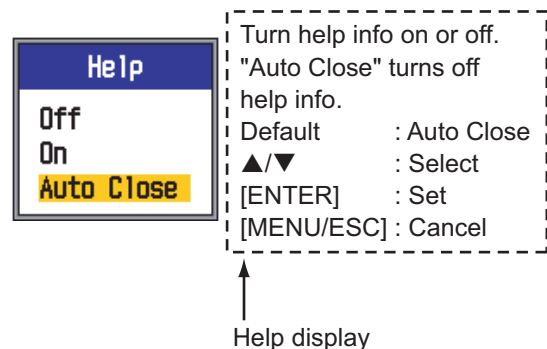 Help
Off
On
Auto Close
Turn help info on or off.
"Auto Close" turns off
help info.
Default : Auto Close
▲/▼ : Select
[ENTER] : Set
[MENU/ESC] : Cancel
Help display